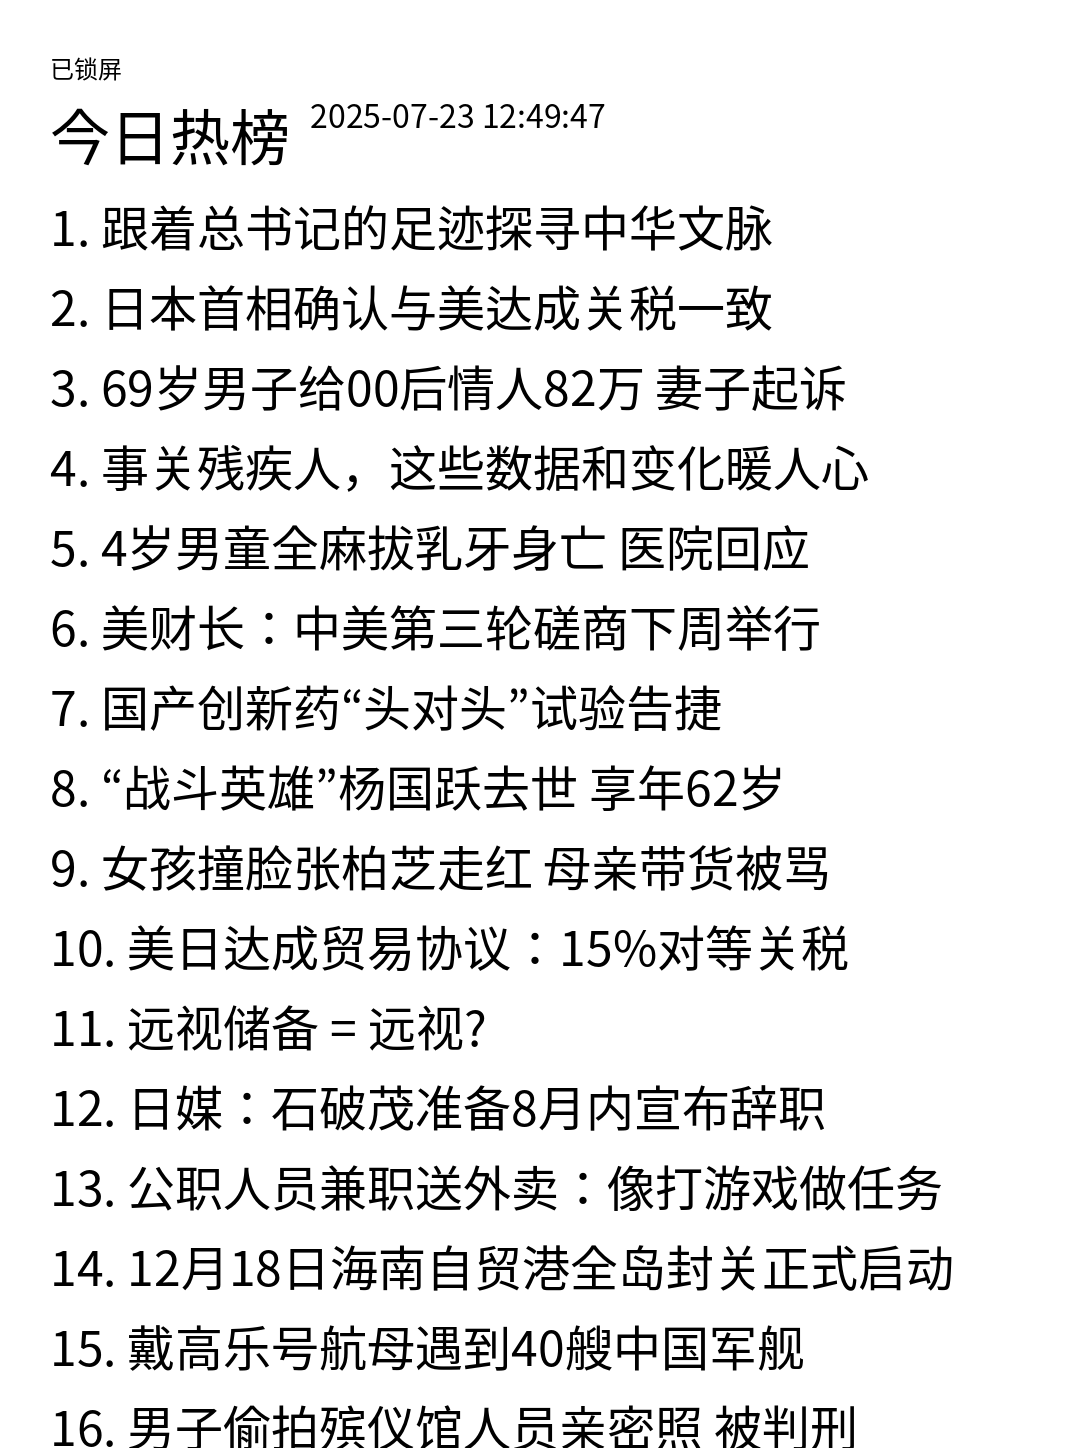 已锁屏
今日热榜 2025-07-23 12:49:47
1. 跟着总书记的足迹探寻中华文脉
2. 日本首相确认与美达成关税一致
3. 69岁男子给00后情人82万 妻子起诉
4. 事关残疾人，这些数据和变化暖人心
5. 4岁男童全麻拔乳牙身亡 医院回应
6. 美财长：中美第三轮磋商下周举行
7. 国产创新药“头对头”试验告捷
8. “战斗英雄”杨国跃去世 享年62岁
9. 女孩撞脸张柏芝走红 母亲带货被骂
10. 美日达成贸易协议：15%对等关税
11. 远视储备 = 远视?
12. 日媒：石破茂准备8月内宣布辞职
13. 公职人员兼职送外卖：像打游戏做任务
14. 12月18日海南自贸港全岛封关正式启动
15. 戴高乐号航母遇到40艘中国军舰
16. 男子偷拍殡仪馆人员亲密照 被判刑